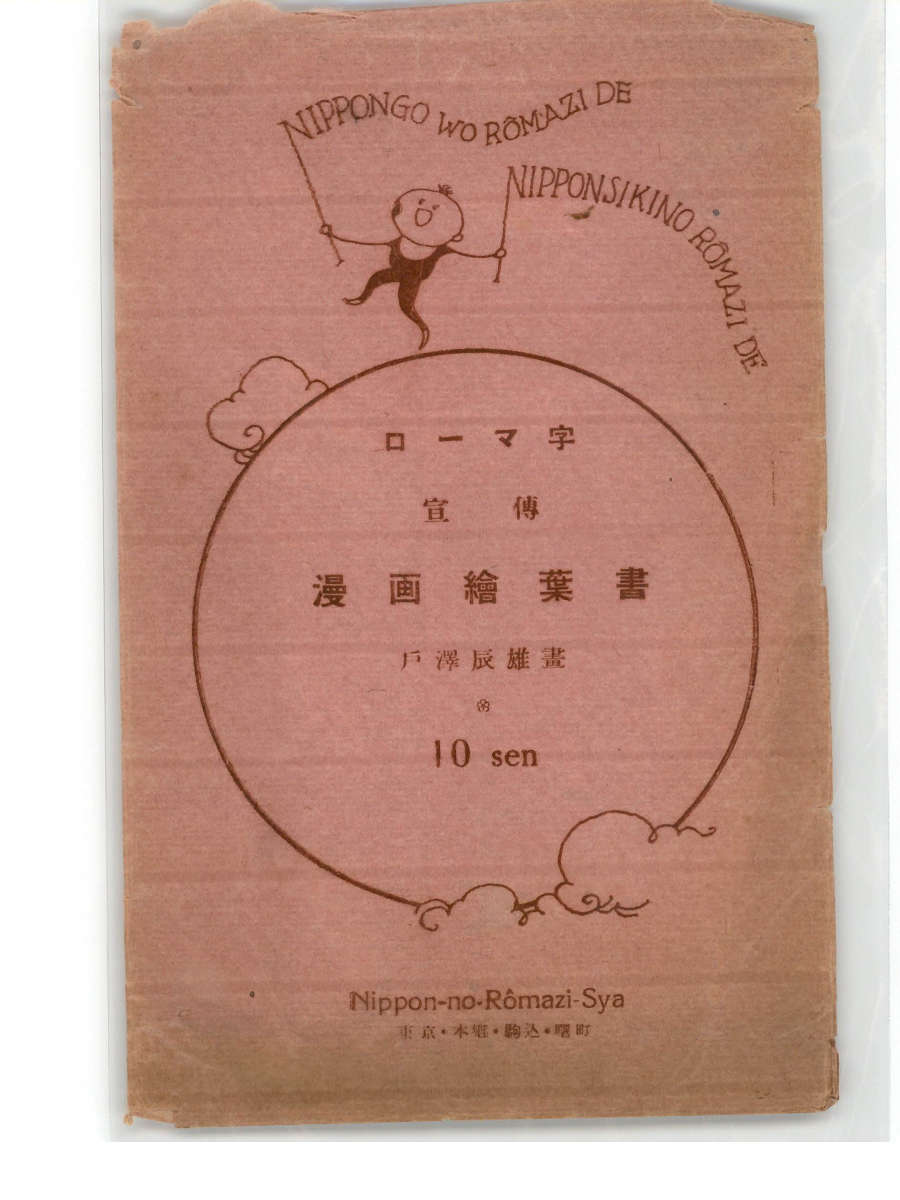 NIPPONGO WO RÔMAZI DE
NIPPONSIKINO RÔMAZI DE
ローマ字
宣傳
漫画繪葉書
戸澤辰雄畫
10 sen
Nippon-no-Rômazi-Sya
東京・本郷・駒込・曙町